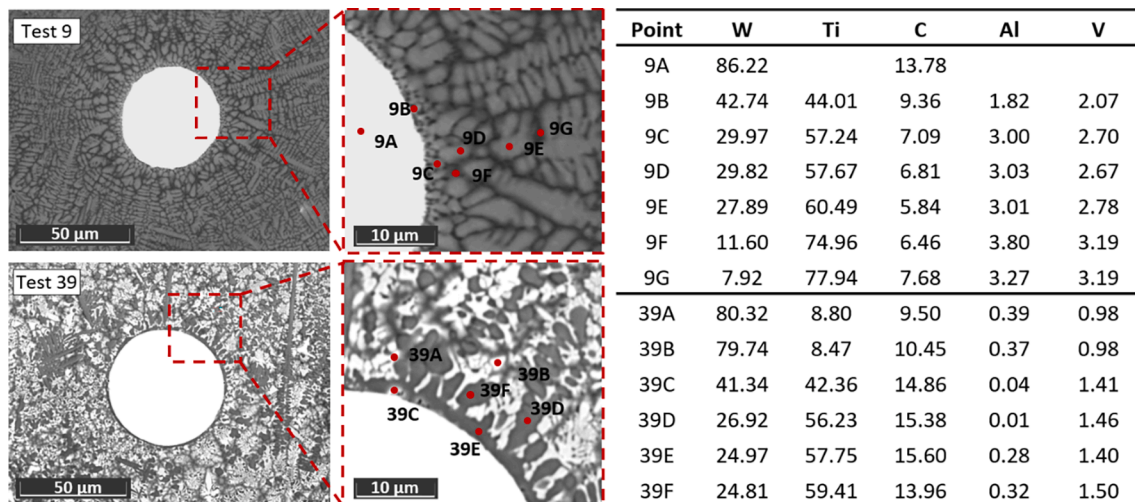 Test 9
50 µm
9A
9B
9C
9D
9E
9F
9G
10 µm
Test 39
50 µm
39A
39B
39C
39D
39E
39F
10 µm
Point W Ti C Al V
9A 86.22 13.78
9B 42.74 44.01 9.36 1.82 2.07
9C 29.97 57.24 7.09 3.00 2.70
9D 29.82 57.67 6.81 3.03 2.67
9E 27.89 60.49 5.84 3.01 2.78
9F 11.60 74.96 6.46 3.80 3.19
9G 7.92 77.94 7.68 3.27 3.19
39A 80.32 8.80 9.50 0.39 0.98
39B 79.74 8.47 10.45 0.37 0.98
39C 41.34 42.36 14.86 0.04 1.41
39D 26.92 56.23 15.38 0.01 1.46
39E 24.97 57.75 15.60 0.28 1.40
39F 24.81 59.41 13.96 0.32 1.50